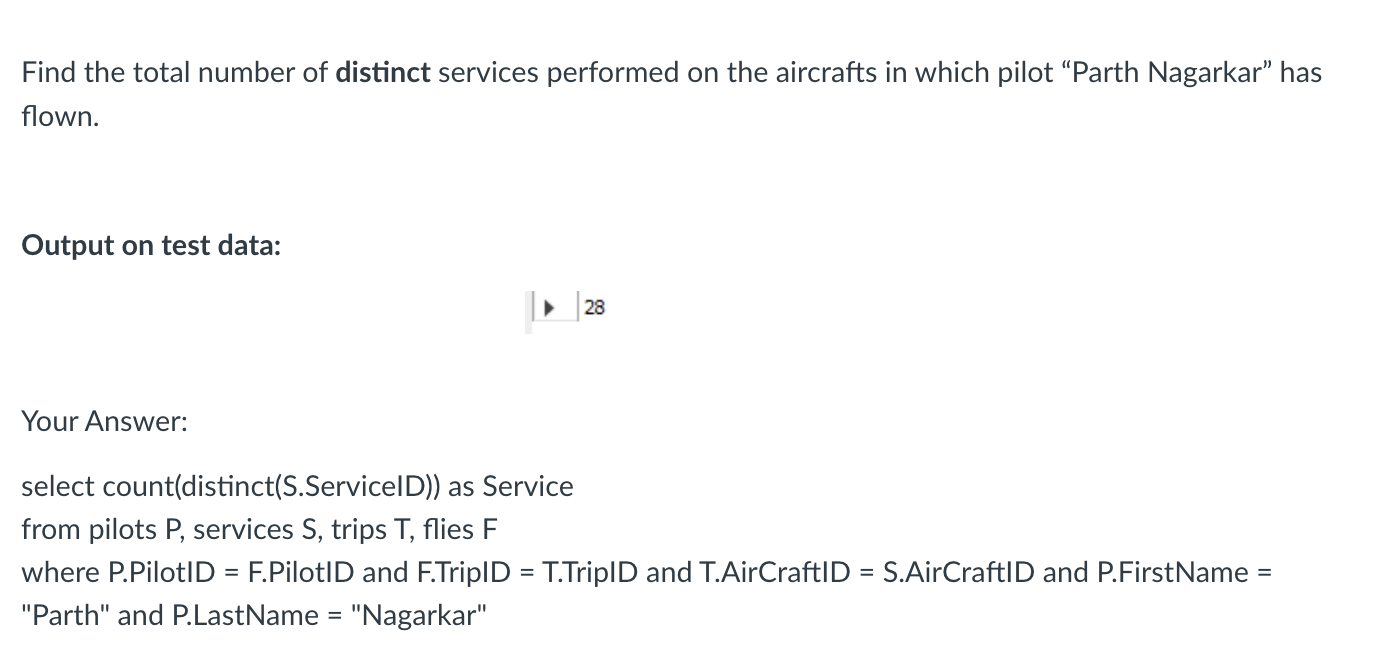 Find the total number of distinct services performed on the aircrafts in which pilot “Parth Nagarkar” has
flown.
Output on test data:
28
Your Answer:
select count(distinct(S.ServiceID)) as Service
from pilots P, services S, trips T, flies F
where P.PilotID = F.PilotID and F.TripID = T.TripID and T.AirCraftID = S.AirCraftID and P.FirstName =
"Parth" and P.LastName = "Nagarkar"